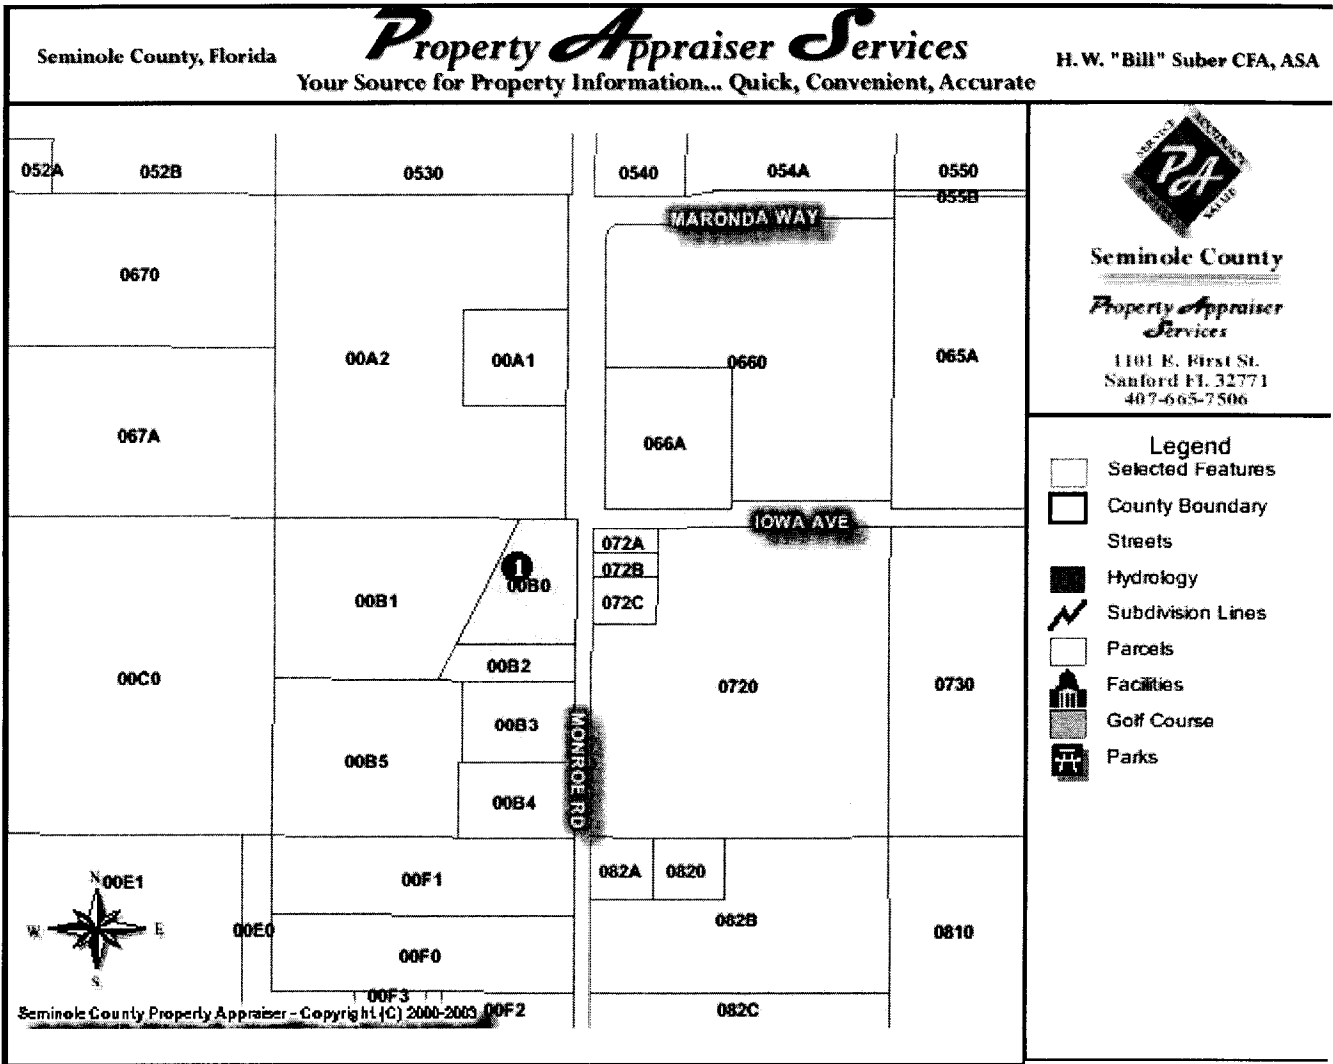 Seminole County, Florida
Property Appraiser Services
Your Source for Property Information... Quick, Convenient, Accurate
H. W. "Bill" Suber CFA, ASA
052A 052B 0530 0540 054A 0550
055B
MARONDA WAY
0670
00A2 00A1 0660 065A
067A 066A
IOWA AVE
072A
072B
1
00B0
00B1 072C
00B2
00C0 0720 0730
00B3
MONROE RD
00B5
00B4
082A 0820
00F1
N
00E1
082B
W E
00E0 0810
00F0
S
00F3
00F2 082C
Seminole County Property Appraiser - Copyright (C) 2000-2003
SERVICE
ACCURACY
PA
VALUE
Seminole County
Property Appraiser
Services
1101 E. First St.
Sanford FL 32771
407-665-7506
Legend
Selected Features
County Boundary
Streets
Hydrology
Subdivision Lines
Parcels
Facilities
Golf Course
Parks